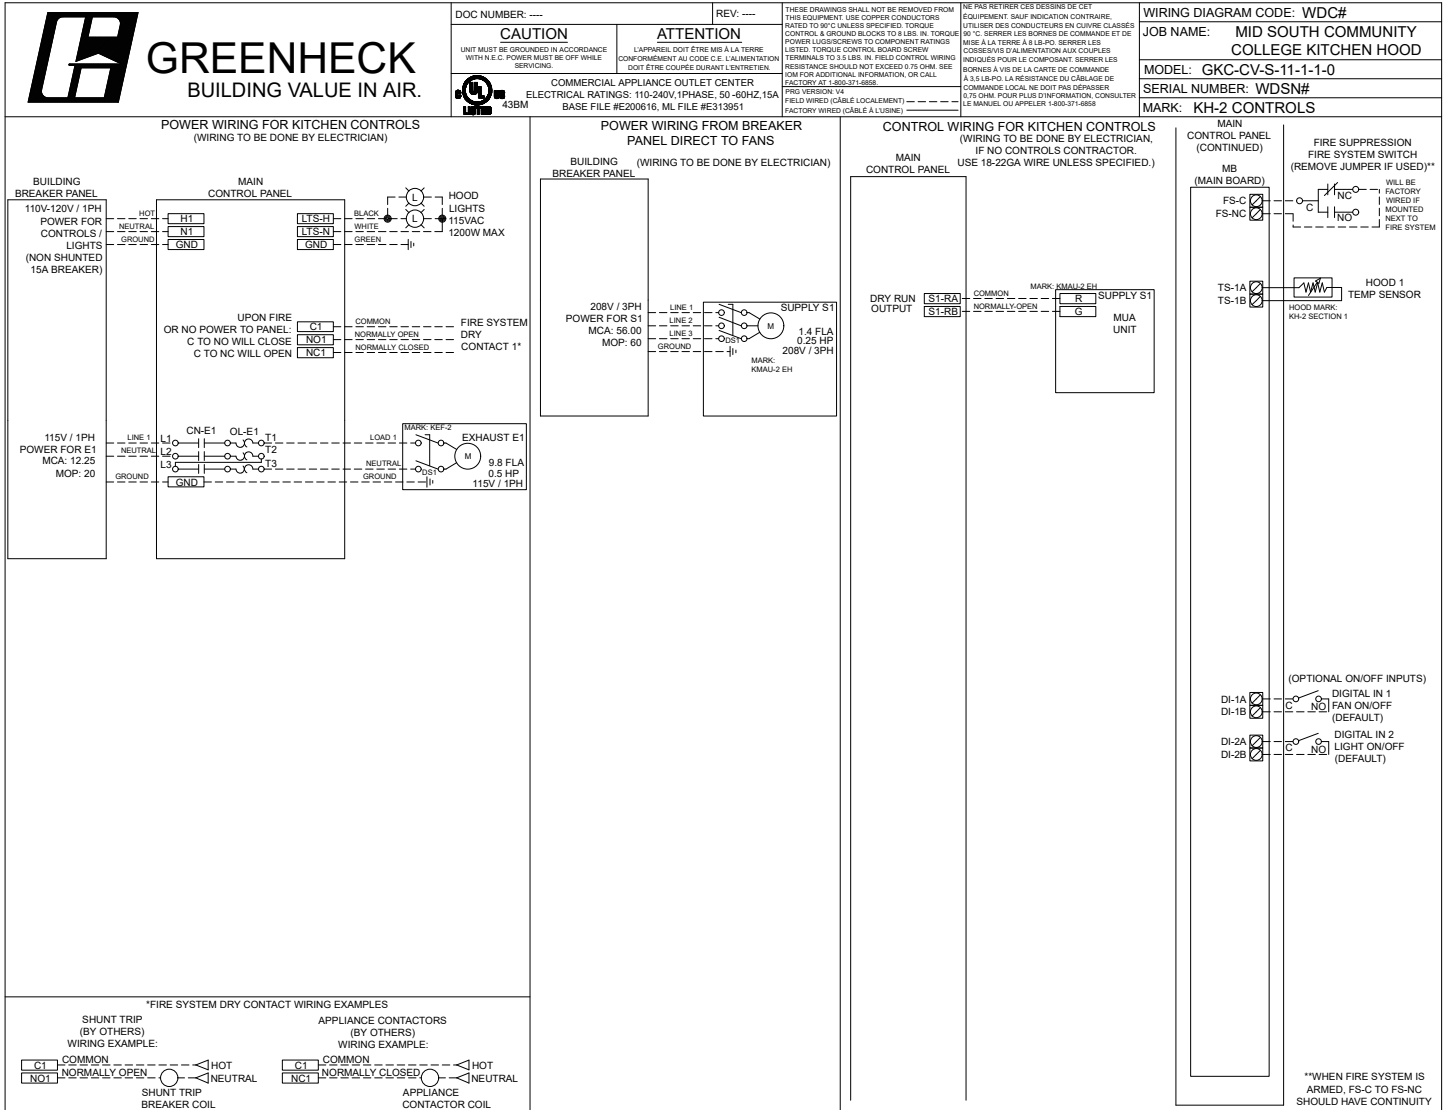 GREENHECK
BUILDING VALUE IN AIR.
DOC NUMBER: ----
REV: ----
CAUTION
UNIT MUST BE GROUNDED IN ACCORDANCE
WITH N.E.C. POWER MUST BE OFF WHILE
SERVICING.
ATTENTION
L'APPAREIL DOIT ÊTRE MIS À LA TERRE
CONFORMÉMENT AU CODE C.E. L'ALIMENTATION
DOIT ÊTRE COUPÉE DURANT L'ENTRETIEN.
C UL US
LISTED
43BM
COMMERCIAL APPLIANCE OUTLET CENTER
ELECTRICAL RATINGS: 110-240V,1PHASE, 50 -60HZ,15A
BASE FILE #E200616, ML FILE #E313951
THESE DRAWINGS SHALL NOT BE REMOVED FROM
THIS EQUIPMENT. USE COPPER CONDUCTORS
RATED TO 90°C UNLESS SPECIFIED. TORQUE
CONTROL & GROUND BLOCKS TO 8 LBS. IN. TORQUE
POWER LUGS/SCREWS TO COMPONENT RATINGS
LISTED. TORQUE CONTROL BOARD SCREW
TERMINALS TO 3.5 LBS. IN. FIELD CONTROL WIRING
RESISTANCE SHOULD NOT EXCEED 0.75 OHM. SEE
IOM FOR ADDITIONAL INFORMATION, OR CALL
FACTORY AT 1-800-371-6858.
PRG VERSION: V4
FIELD WIRED (CÂBLÉ LOCALEMENT)
FACTORY WIRED (CÂBLÉ À L'USINE)
NE PAS RETIRER CES DESSINS DE CET
ÉQUIPEMENT. SAUF INDICATION CONTRAIRE,
UTILISER DES CONDUCTEURS EN CUIVRE CLASSÉS
90 °C. SERRER LES BORNES DE COMMANDE ET DE
MISE À LA TERRE À 8 LB-PO. SERRER LES
COSSES/VIS D'ALIMENTATION AUX COUPLES
INDIQUÉS POUR LE COMPOSANT. SERRER LES
BORNES À VIS DE LA CARTE DE COMMANDE
À 3,5 LB-PO. LA RÉSISTANCE DU CÂBLAGE DE
COMMANDE LOCAL NE DOIT PAS DÉPASSER
0,75 OHM. POUR PLUS D'INFORMATION, CONSULTER
LE MANUEL OU APPELER 1-800-371-6858
WIRING DIAGRAM CODE: WDC#
JOB NAME: MID SOUTH COMMUNITY
COLLEGE KITCHEN HOOD
MODEL: GKC-CV-S-11-1-1-0
SERIAL NUMBER: WDSN#
MARK: KH-2 CONTROLS
POWER WIRING FOR KITCHEN CONTROLS
(WIRING TO BE DONE BY ELECTRICIAN)
BUILDING
BREAKER PANEL
MAIN
CONTROL PANEL
110V-120V / 1PH
POWER FOR
CONTROLS /
LIGHTS
(NON SHUNTED
15A BREAKER)
HOT
NEUTRAL
GROUND
H1
N1
GND
LTS-H
LTS-N
GND
BLACK
WHITE
GREEN
L
L
HOOD
LIGHTS
115VAC
1200W MAX
UPON FIRE
OR NO POWER TO PANEL:
C TO NO WILL CLOSE
C TO NC WILL OPEN
C1
NO1
NC1
COMMON
NORMALLY OPEN
NORMALLY CLOSED
FIRE SYSTEM
DRY
CONTACT 1*
115V / 1PH
POWER FOR E1
MCA: 12.25
MOP: 20
LINE 1
NEUTRAL
GROUND
L1
L2
L3
GND
CN-E1
OL-E1
T1
T2
T3
LOAD 1
NEUTRAL
GROUND
MARK: KEF-2
DS1
M
EXHAUST E1
9.8 FLA
0.5 HP
115V / 1PH
POWER WIRING FROM BREAKER
PANEL DIRECT TO FANS
(WIRING TO BE DONE BY ELECTRICIAN)
BUILDING
BREAKER PANEL
208V / 3PH
POWER FOR S1
MCA: 56.00
MOP: 60
LINE 1
LINE 2
LINE 3
GROUND
DS1
M
SUPPLY S1
1.4 FLA
0.25 HP
208V / 3PH
MARK:
KMAU-2 EH
CONTROL WIRING FOR KITCHEN CONTROLS
(WIRING TO BE DONE BY ELECTRICIAN,
IF NO CONTROLS CONTRACTOR.
USE 18-22GA WIRE UNLESS SPECIFIED.)
MAIN
CONTROL PANEL
DRY RUN
OUTPUT
S1-RA
S1-RB
COMMON
NORMALLY-OPEN
MARK: KMAU-2 EH
R
G
SUPPLY S1
MUA
UNIT
MAIN
CONTROL PANEL
(CONTINUED)
MB
(MAIN BOARD)
FS-C
FS-NC
FIRE SUPPRESSION
FIRE SYSTEM SWITCH
(REMOVE JUMPER IF USED)**
C
NC
NO
WILL BE
FACTORY
WIRED IF
MOUNTED
NEXT TO
FIRE SYSTEM
TS-1A
TS-1B
HOOD 1
TEMP SENSOR
HOOD MARK:
KH-2 SECTION 1
(OPTIONAL ON/OFF INPUTS)
DI-1A
DI-1B
C
NO
DIGITAL IN 1
FAN ON/OFF
(DEFAULT)
DI-2A
DI-2B
C
NO
DIGITAL IN 2
LIGHT ON/OFF
(DEFAULT)
*FIRE SYSTEM DRY CONTACT WIRING EXAMPLES
SHUNT TRIP
(BY OTHERS)
WIRING EXAMPLE:
C1
NO1
COMMON
NORMALLY OPEN
HOT
NEUTRAL
SHUNT TRIP
BREAKER COIL
APPLIANCE CONTACTORS
(BY OTHERS)
WIRING EXAMPLE:
C1
NC1
COMMON
NORMALLY CLOSED
HOT
NEUTRAL
APPLIANCE
CONTACTOR COIL
**WHEN FIRE SYSTEM IS
ARMED, FS-C TO FS-NC
SHOULD HAVE CONTINUITY